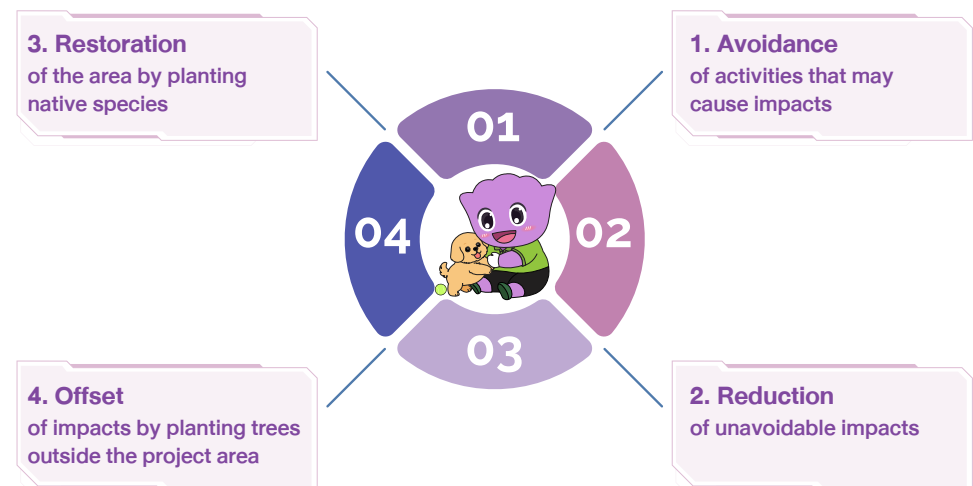 3. Restoration
of the area by planting
native species
1. Avoidance
of activities that may
cause impacts
01
04
02
03
4. Offset
of impacts by planting trees
outside the project area
2. Reduction
of unavoidable impacts